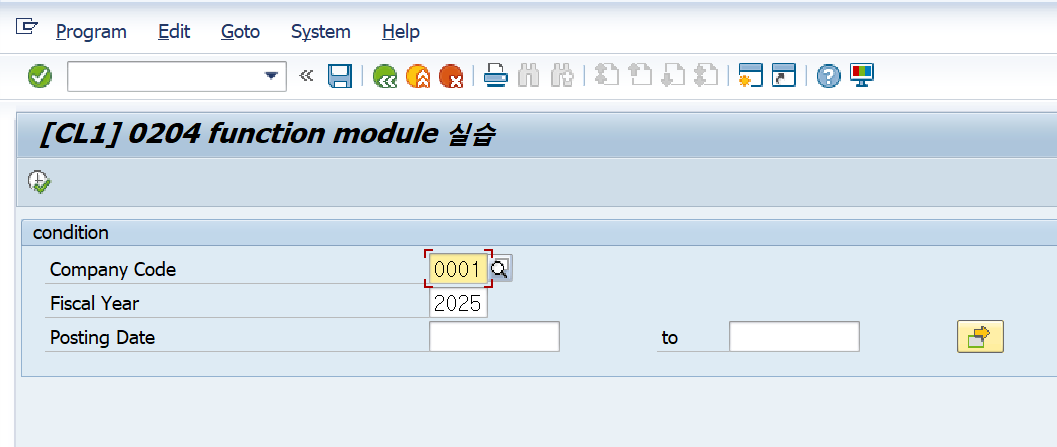 Program Edit Goto System Help
[CL1] 0204 function module 실습
condition
Company Code 0001
Fiscal Year 2025
Posting Date to